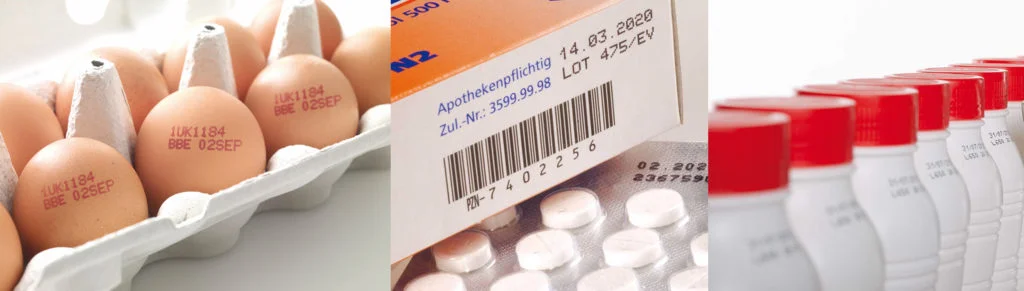 1UK1184
BBE 02SEP
1UK1184
BBE 02SEP
1UK1184
BBE 02SEP
500
N2
Apothekenpflichtig
Zul.-Nr.: 3599.99.98
14.03.2020
LOT 475/EV
PZN-7402256
02.202
2367590